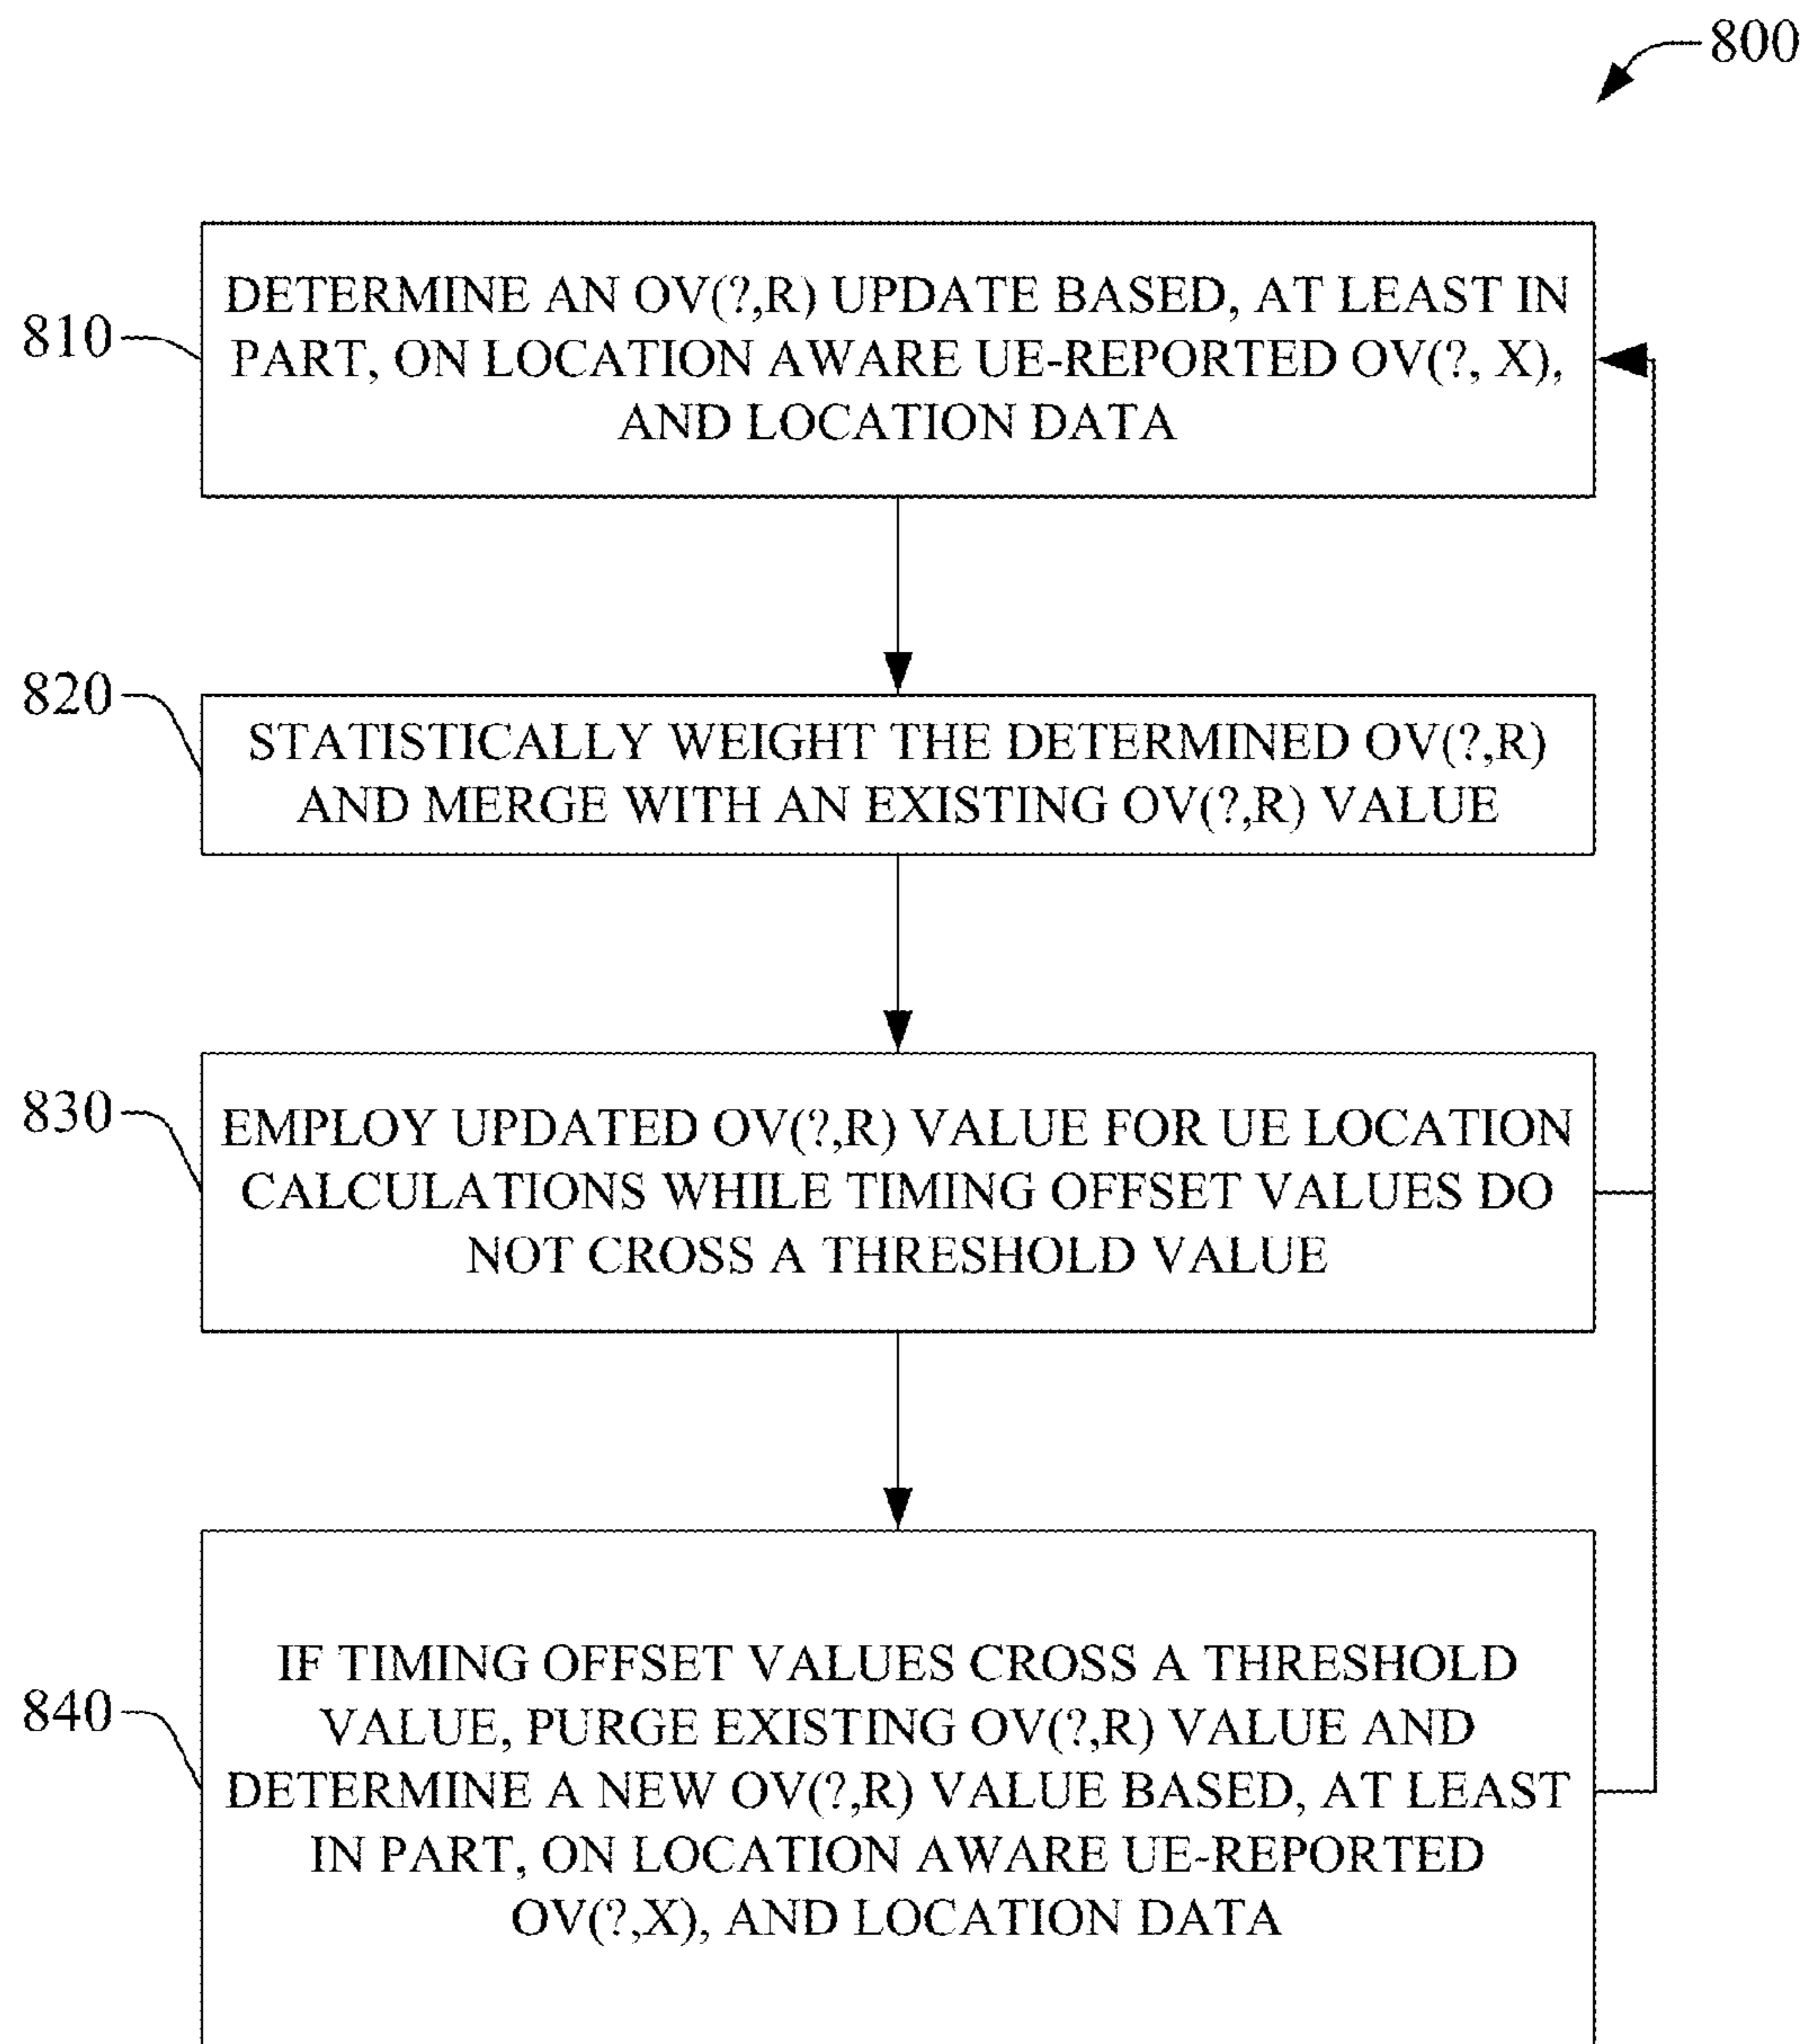 800
810
DETERMINE AN OV(?,R) UPDATE BASED, AT LEAST IN
PART, ON LOCATION AWARE UE-REPORTED OV(?, X),
AND LOCATION DATA
820
STATISTICALLY WEIGHT THE DETERMINED OV(?,R)
AND MERGE WITH AN EXISTING OV(?,R) VALUE
830
EMPLOY UPDATED OV(?,R) VALUE FOR UE LOCATION
CALCULATIONS WHILE TIMING OFFSET VALUES DO
NOT CROSS A THRESHOLD VALUE
840
IF TIMING OFFSET VALUES CROSS A THRESHOLD
VALUE, PURGE EXISTING OV(?,R) VALUE AND
DETERMINE A NEW OV(?,R) VALUE BASED, AT LEAST
IN PART, ON LOCATION AWARE UE-REPORTED
OV(?,X), AND LOCATION DATA